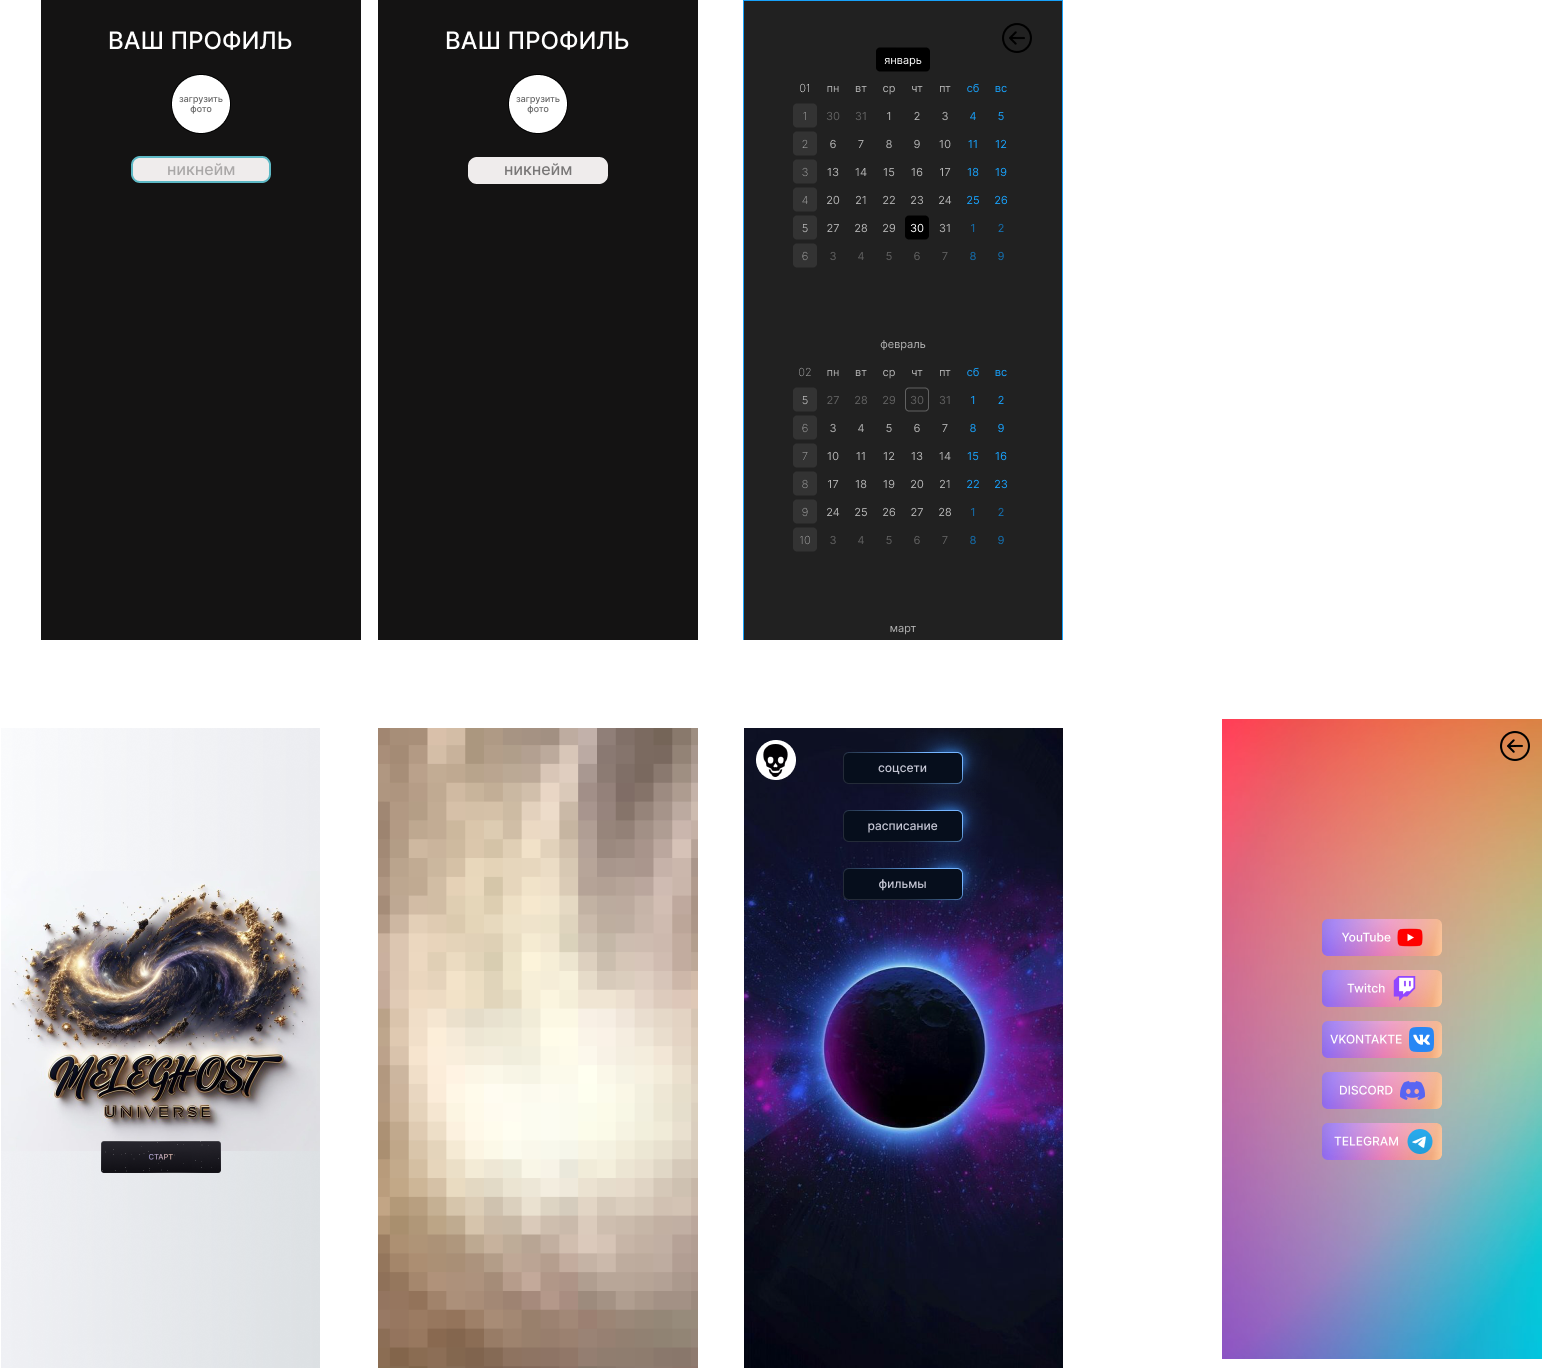 ВАШ ПРОФИЛЬ
загрузить
фото
никнейм
ВАШ ПРОФИЛЬ
загрузить
фото
никнейм
январь
01 пн вт ср чт пт сб вс
1 30 31 1 2 3 4 5
2 6 7 8 9 10 11 12
3 13 14 15 16 17 18 19
4 20 21 22 23 24 25 26
5 27 28 29 30 31 1 2
6 3 4 5 6 7 8 9
февраль
02 пн вт ср чт пт сб вс
5 27 28 29 30 31 1 2
6 3 4 5 6 7 8 9
7 10 11 12 13 14 15 16
8 17 18 19 20 21 22 23
9 24 25 26 27 28 1 2
10 3 4 5 6 7 8 9
март
MELEGHOST
UNIVERSE
СТАРТ
соцсети
расписание
фильмы
YouTube
Twitch
VKONTAKTE
DISCORD
TELEGRAM